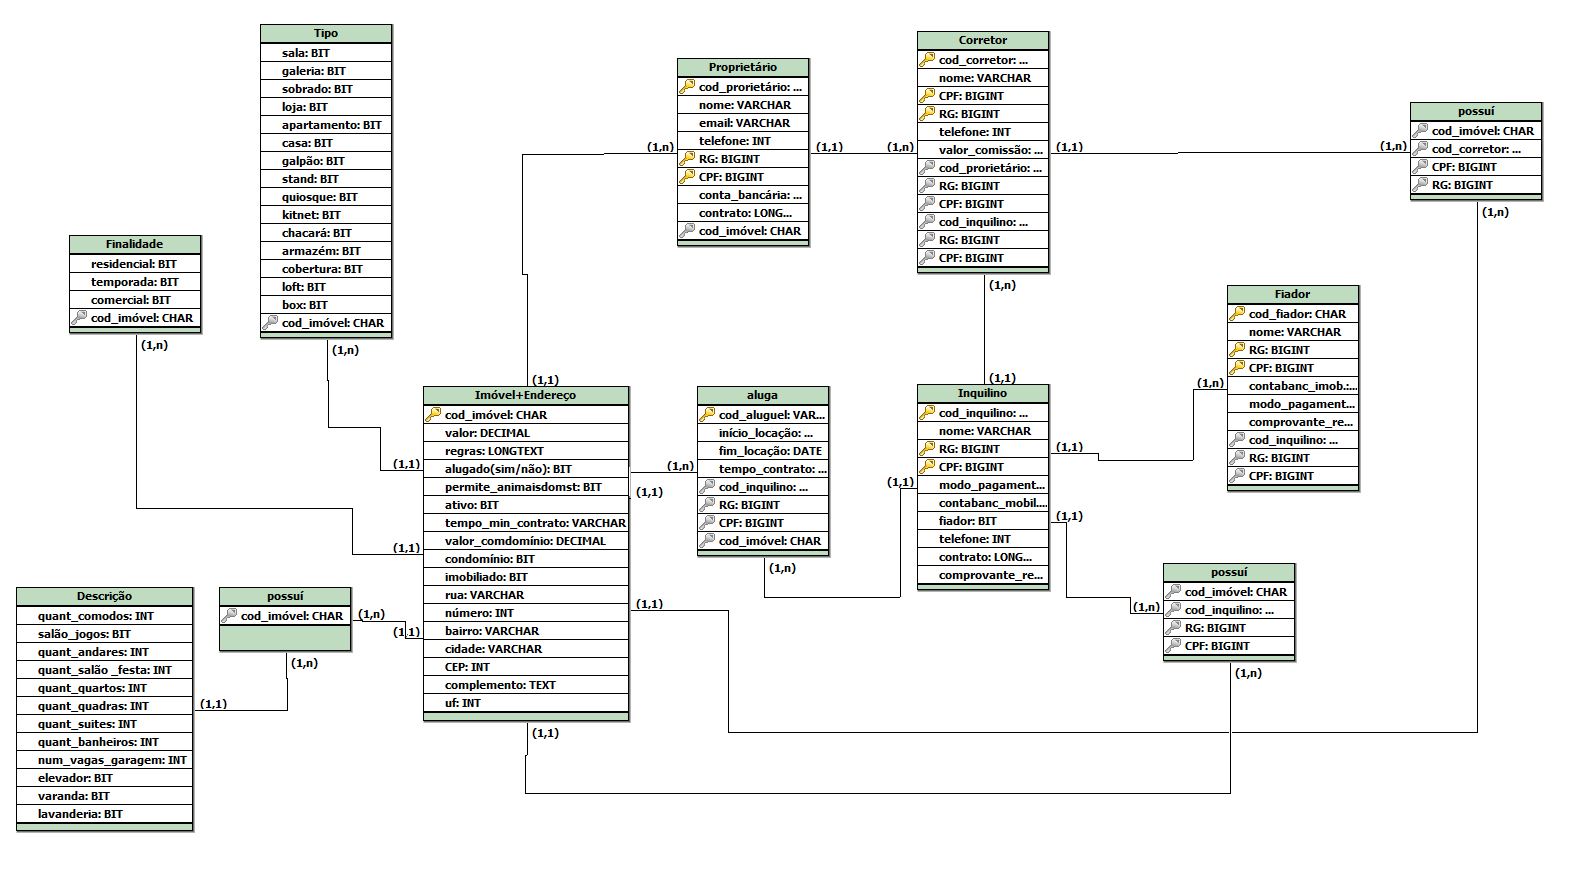 Tipo
sala: BIT
galeria: BIT
sobrado: BIT
loja: BIT
apartamento: BIT
casa: BIT
galpão: BIT
stand: BIT
quiosque: BIT
kitnet: BIT
chacará: BIT
armazém: BIT
cobertura: BIT
loft: BIT
box: BIT
cod_imóvel: CHAR
(1,n)
(1,1)
Finalidade
residencial: BIT
temporada: BIT
comercial: BIT
cod_imóvel: CHAR
(1,n)
(1,1)
Proprietário
cod_prorietário: ...
nome: VARCHAR
email: VARCHAR
telefone: INT
RG: BIGINT
CPF: BIGINT
conta_bancária: ...
contrato: LONG...
cod_imóvel: CHAR
(1,n)
(1,1)
(1,1)
(1,n)
Corretor
cod_corretor: ...
nome: VARCHAR
CPF: BIGINT
RG: BIGINT
telefone: INT
valor_comissão: ...
cod_prorietário: ...
RG: BIGINT
CPF: BIGINT
cod_inquilino: ...
RG: BIGINT
CPF: BIGINT
(1,1)
(1,n)
(1,n)
(1,1)
possuí
cod_imóvel: CHAR
cod_corretor: ...
CPF: BIGINT
RG: BIGINT
(1,n)
Fiador
cod_fiador: CHAR
nome: VARCHAR
RG: BIGINT
CPF: BIGINT
contabanc_imob.:...
modo_pagament...
comprovante_re...
cod_inquilino: ...
RG: BIGINT
CPF: BIGINT
(1,n)
(1,1)
Imóvel+Endereço
cod_imóvel: CHAR
valor: DECIMAL
regras: LONGTEXT
alugado(sim/não): BIT
permite_animaisdomst: BIT
ativo: BIT
tempo_min_contrato: VARCHAR
valor_comdomínio: DECIMAL
condomínio: BIT
imobiliado: BIT
rua: VARCHAR
número: INT
bairro: VARCHAR
cidade: VARCHAR
CEP: INT
complemento: TEXT
uf: INT
(1,1)
(1,1)
(1,1)
aluga
cod_aluguel: VAR...
início_locação: ...
fim_locação: DATE
tempo_contrato: ...
cod_inquilino: ...
RG: BIGINT
CPF: BIGINT
cod_imóvel: CHAR
(1,n)
(1,n)
(1,1)
Inquilino
cod_inquilino: ...
nome: VARCHAR
RG: BIGINT
CPF: BIGINT
modo_pagament...
contabanc_mobil....
fiador: BIT
telefone: INT
contrato: LONG...
comprovante_re...
(1,1)
(1,n)
possuí
cod_imóvel: CHAR
cod_inquilino: ...
RG: BIGINT
CPF: BIGINT
(1,n)
Descrição
quant_comodos: INT
salão_jogos: BIT
quant_andares: INT
quant_salão _festa: INT
quant_quartos: INT
quant_quadras: INT
quant_suites: INT
quant_banheiros: INT
num_vagas_garagem: INT
elevador: BIT
varanda: BIT
lavanderia: BIT
(1,1)
possuí
cod_imóvel: CHAR
(1,n)
(1,1)
(1,n)